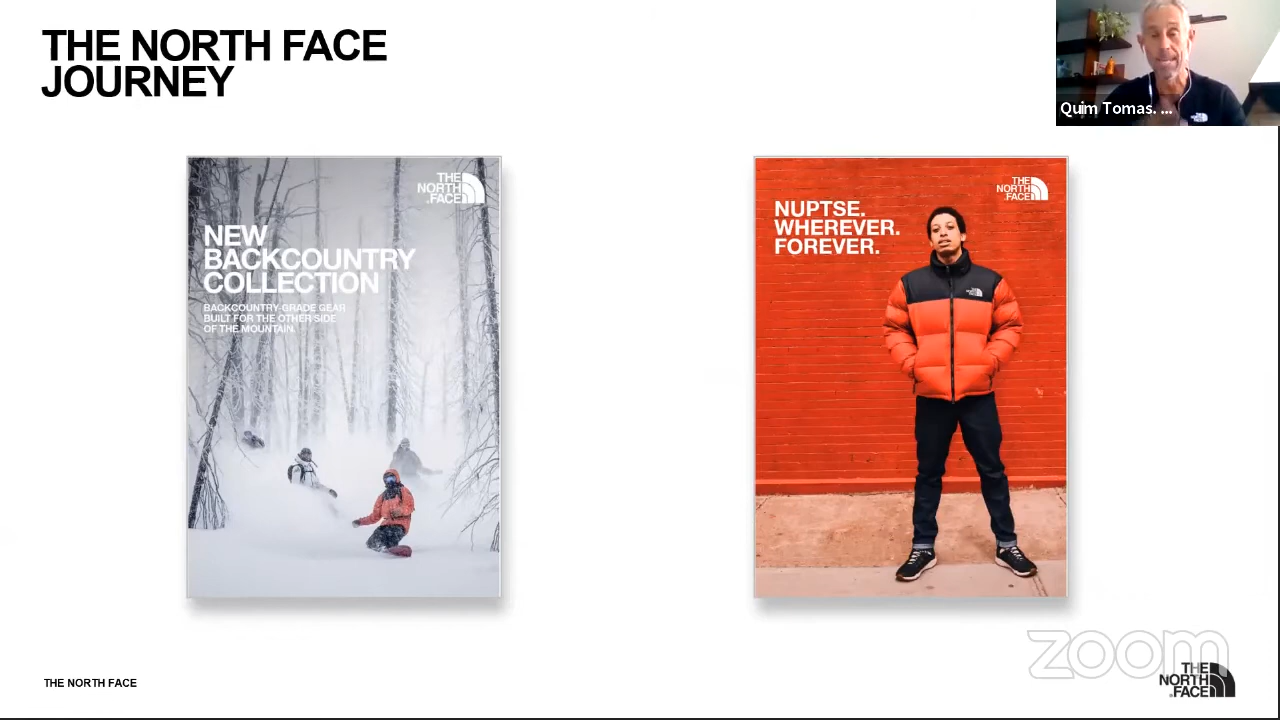 THE NORTH FACE
JOURNEY
Quim Tomas. ...
THE
NORTH
FACE
NEW
BACKCOUNTRY
COLLECTION
BACKCOUNTRY-GRADE GEAR
BUILT FOR THE OTHER SIDE
OF THE MOUNTAIN.
THE
NORTH
FACE
NUPTSE.
WHEREVER.
FOREVER.
THE NORTH FACE
zoom
THE
NORTH
FACE